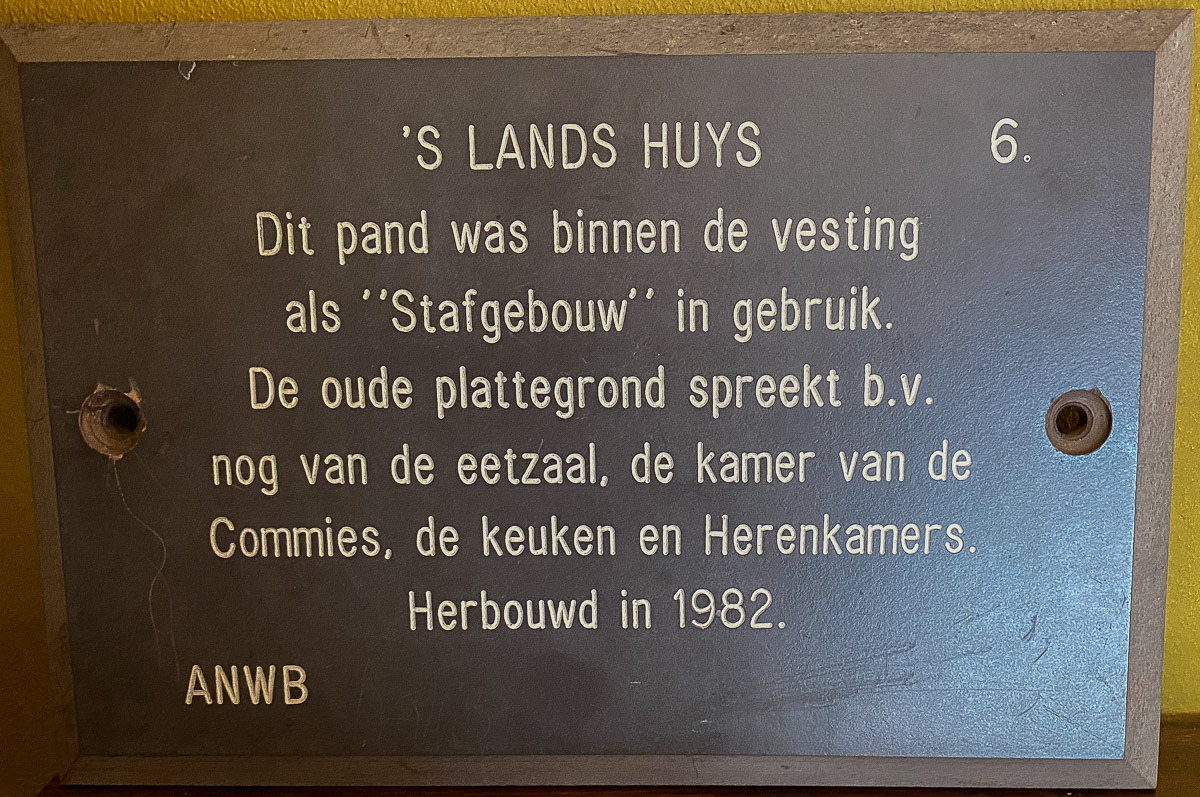 'S LANDS HUYS 6.
Dit pand was binnen de vesting
als ''Stafgebouw'' in gebruik.
De oude plattegrond spreekt b.v.
nog van de eetzaal, de kamer van de
Commies, de keuken en Herenkamers.
Herbouwd in 1982.
ANWB